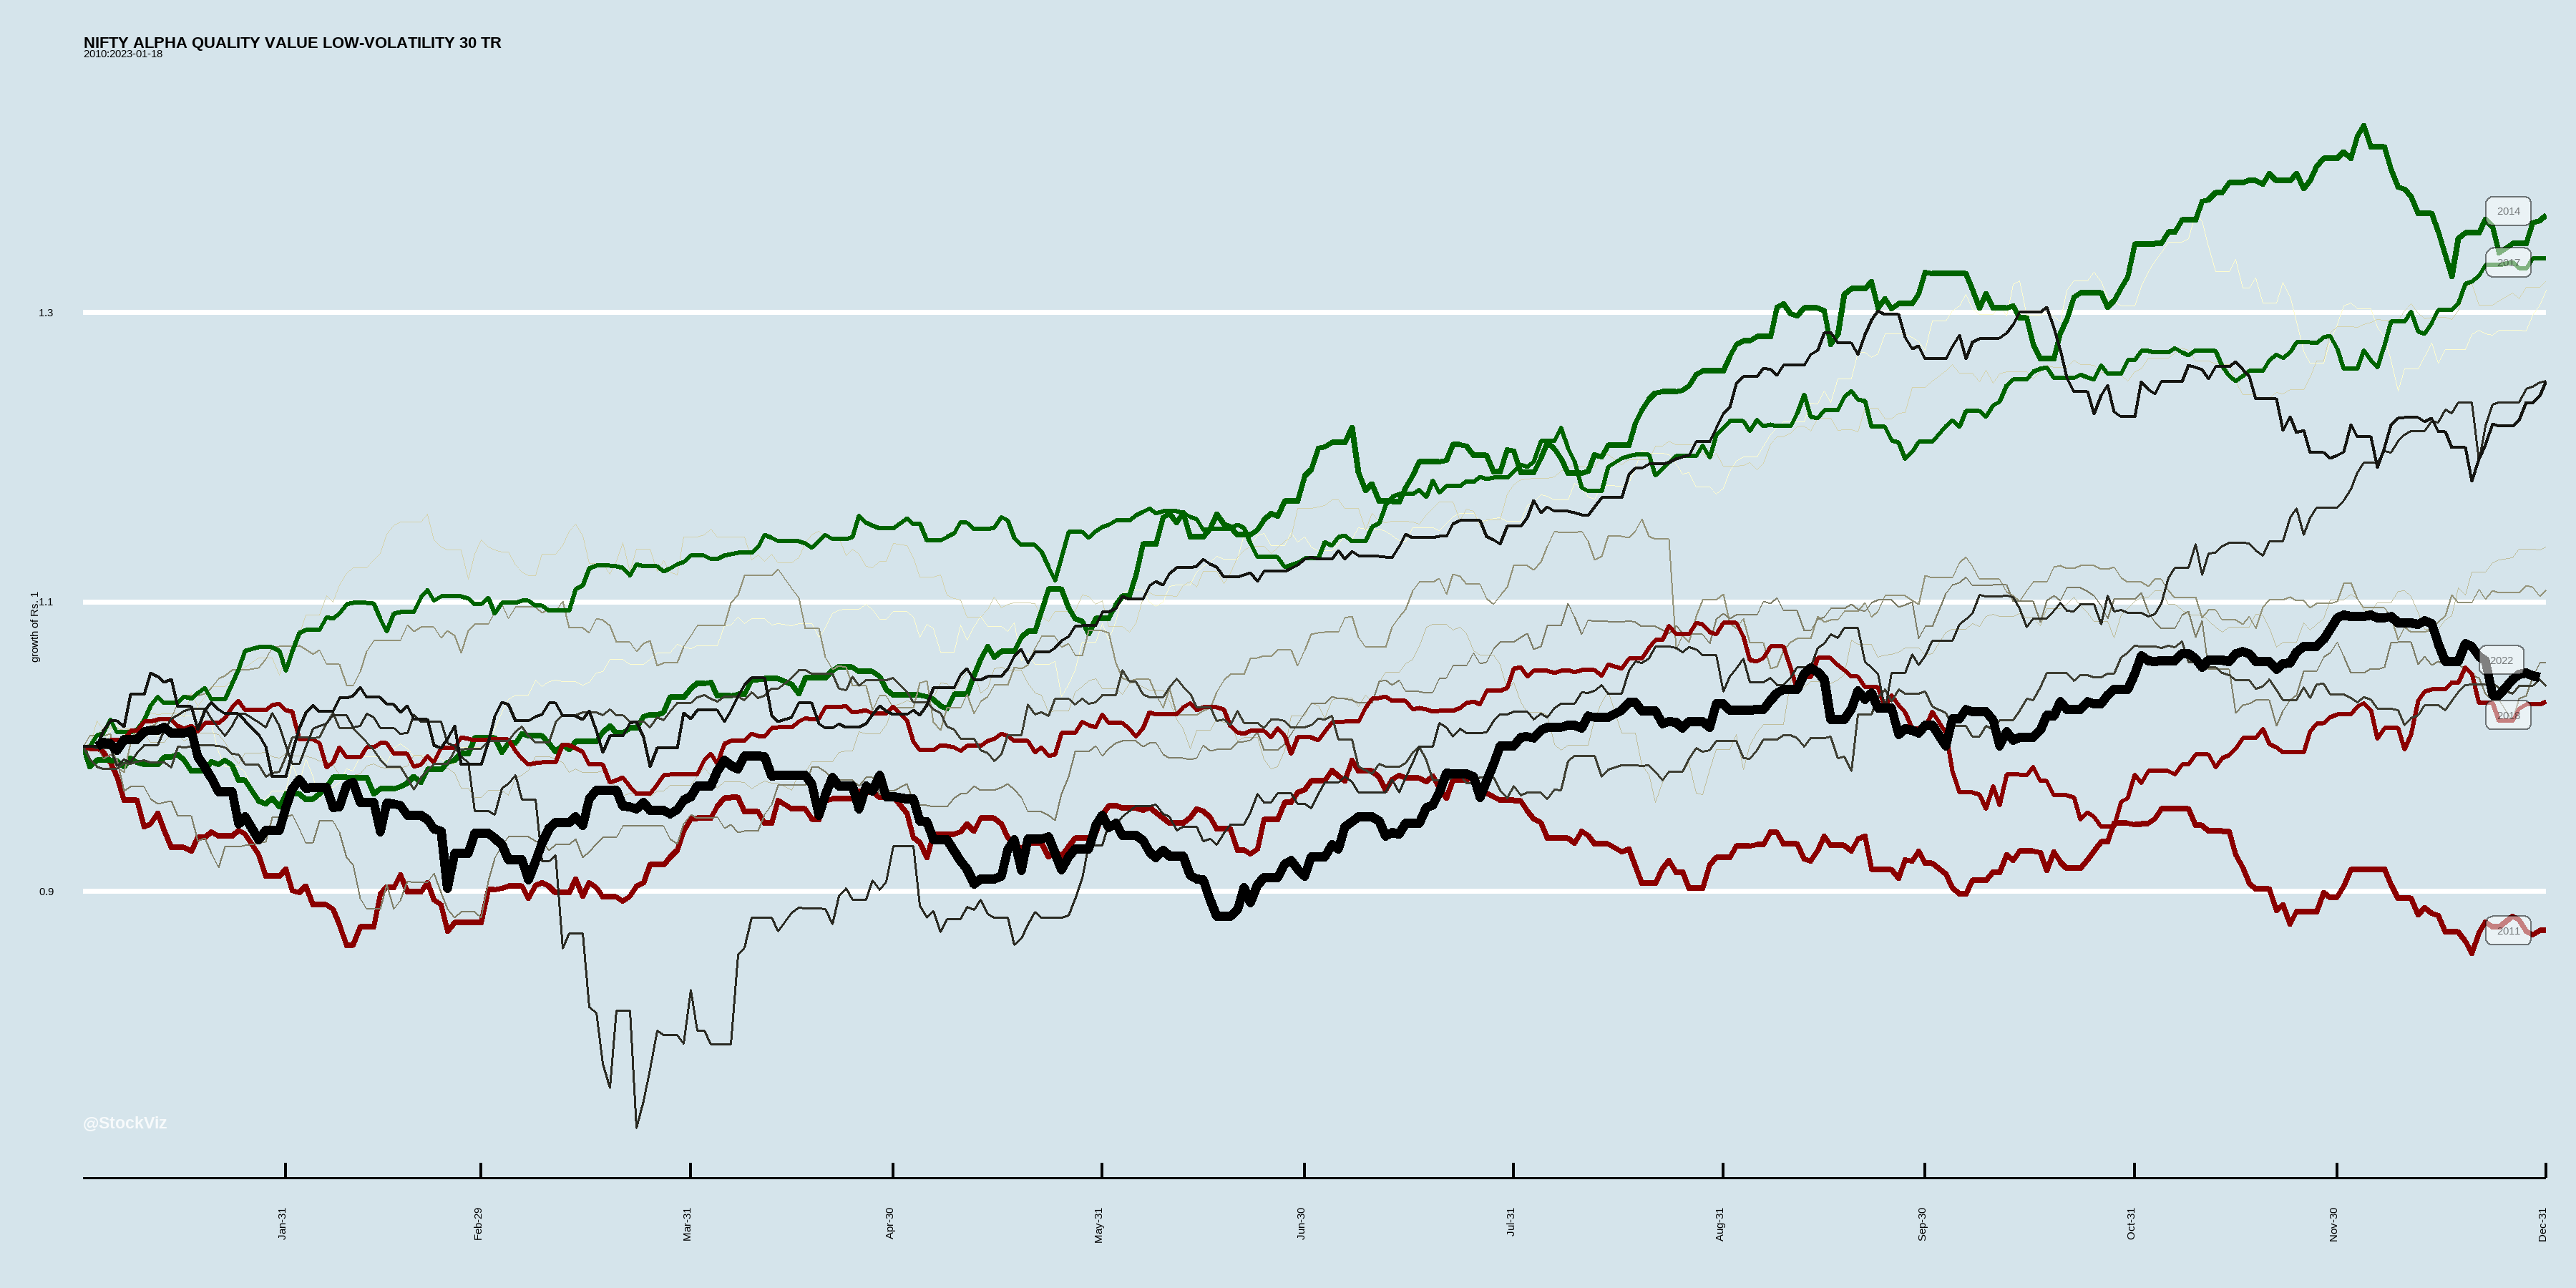 NIFTY ALPHA QUALITY VALUE LOW-VOLATILITY 30 TR
2010:2023-01-18
2014
2017
1.3
1.1
growth of Rs. 1
2022
2018
0.9
2011
@StockViz
Jan-31
Feb-29
Mar-31
Apr-30
May-31
Jun-30
Jul-31
Aug-31
Sep-30
Oct-31
Nov-30
Dec-31